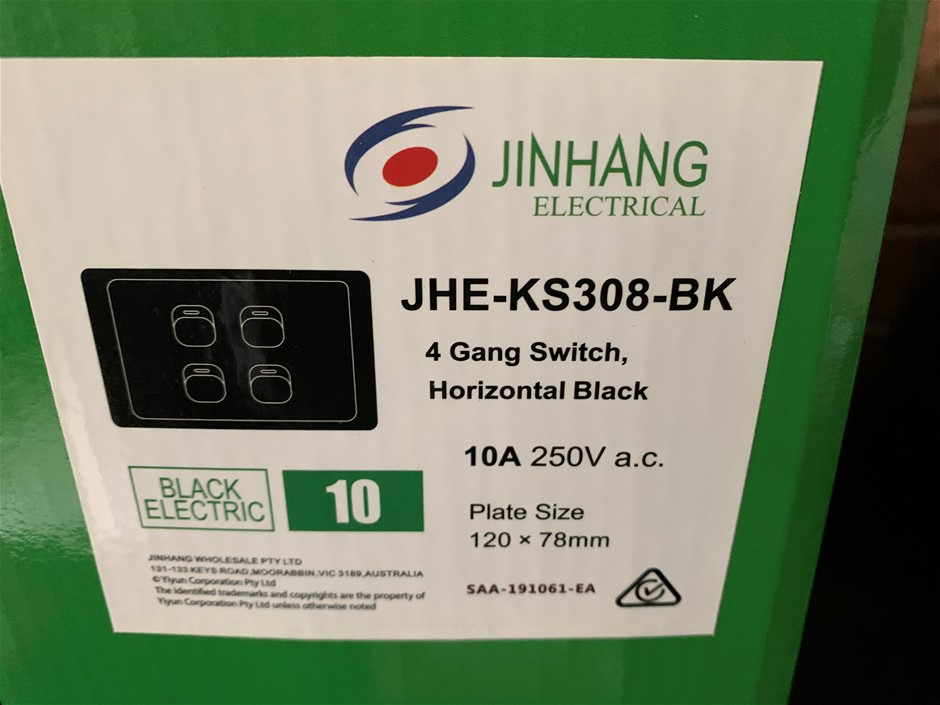 JINHANG
ELECTRICAL
JHE-KS308-BK
4 Gang Switch,
Horizontal Black
10A 250V a.c.
BLACK
ELECTRIC
10
Plate Size
120 × 78mm
JINHANG WHOLESALE PTY LTD
131-133 KEYS ROAD,MOORABBIN,VIC 3189,AUSTRALIA
©Yiyun Corporation Pty Ltd
The identified trademarks and copyrights are the property of
Yiyun Corporation Pty Ltd unless otherwise noted
SAA-191061-EA